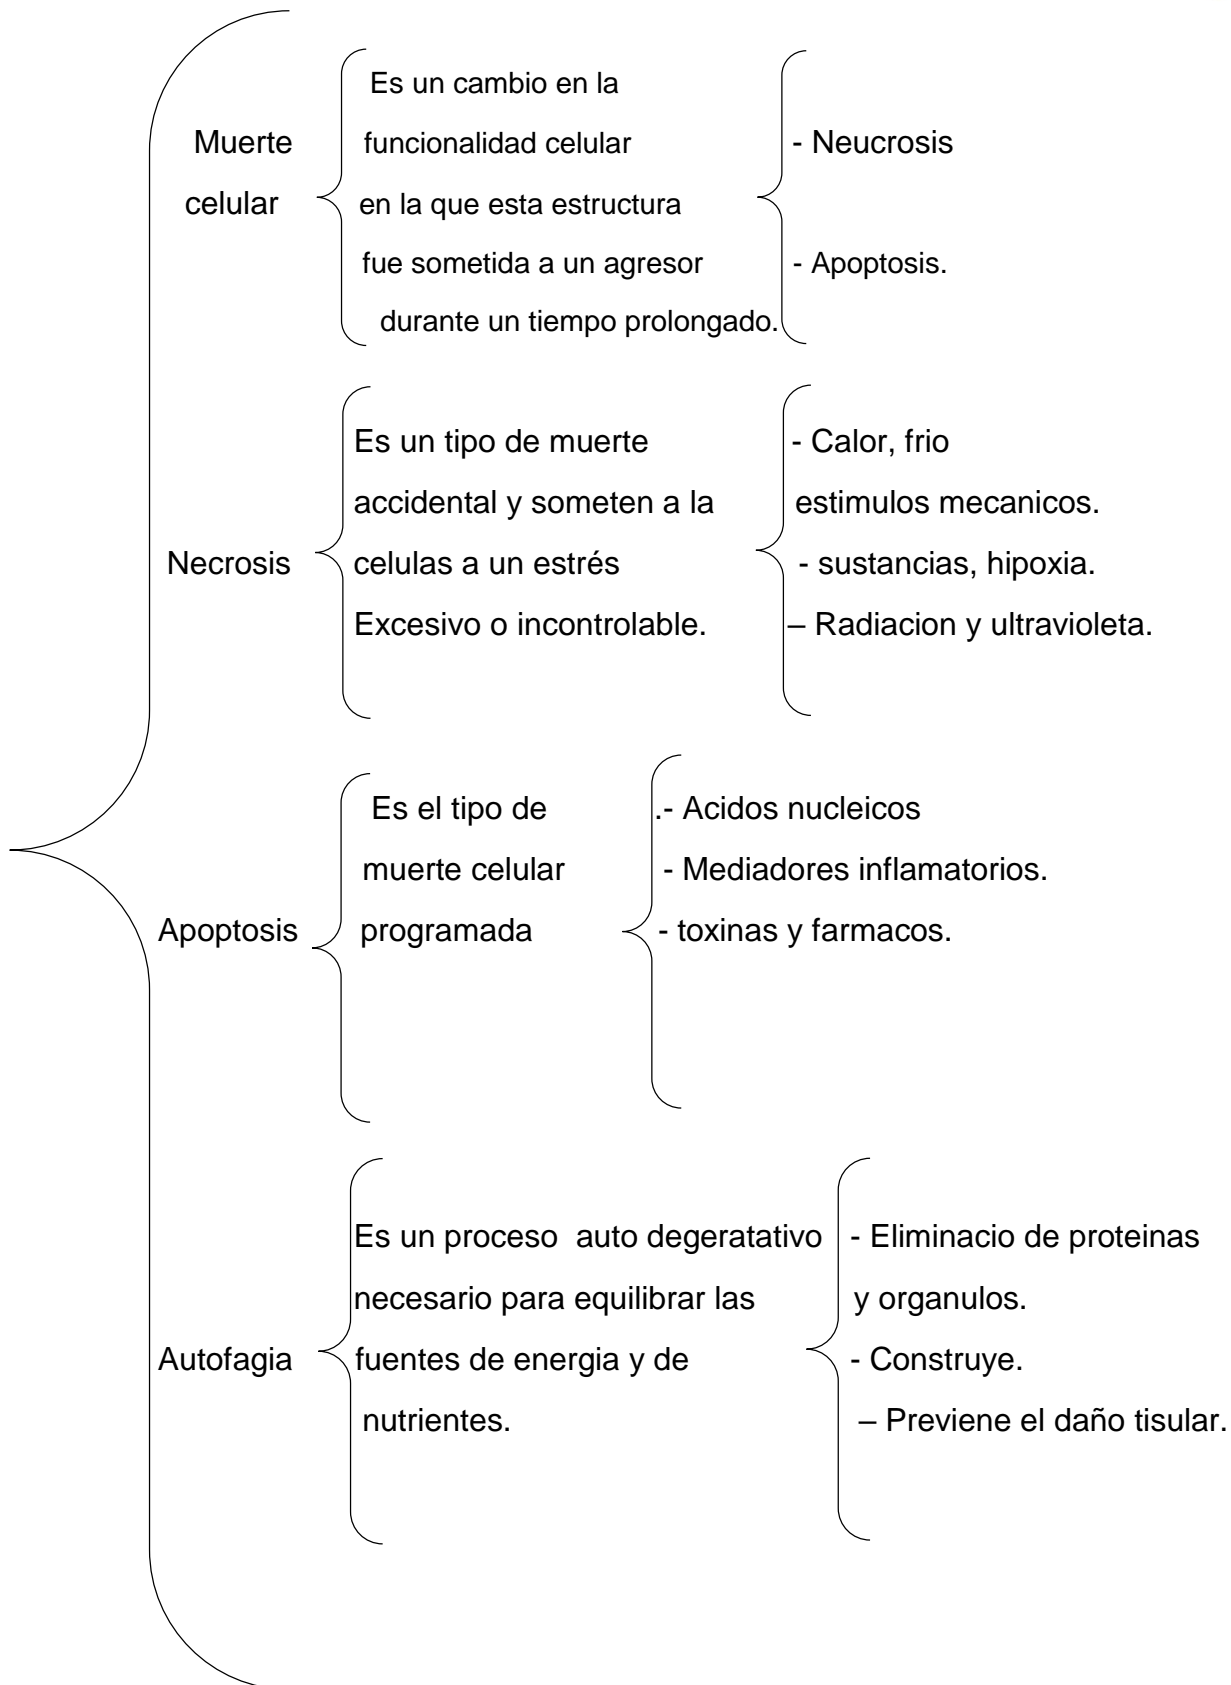 Muerte
celular
Es un cambio en la
funcionalidad celular
en la que esta estructura
fue sometida a un agresor
durante un tiempo prolongado.
- Neucrosis
- Apoptosis.
Necrosis
Es un tipo de muerte
accidental y someten a la
celulas a un estrés
Excesivo o incontrolable.
- Calor, frio
estimulos mecanicos.
- sustancias, hipoxia.
– Radiacion y ultravioleta.
Apoptosis
Es el tipo de
muerte celular
programada
.- Acidos nucleicos
- Mediadores inflamatorios.
- toxinas y farmacos.
Autofagia
Es un proceso  auto degeratativo
necesario para equilibrar las
fuentes de energia y de
nutrientes.
- Eliminacio de proteinas
y organulos.
- Construye.
– Previene el daño tisular.